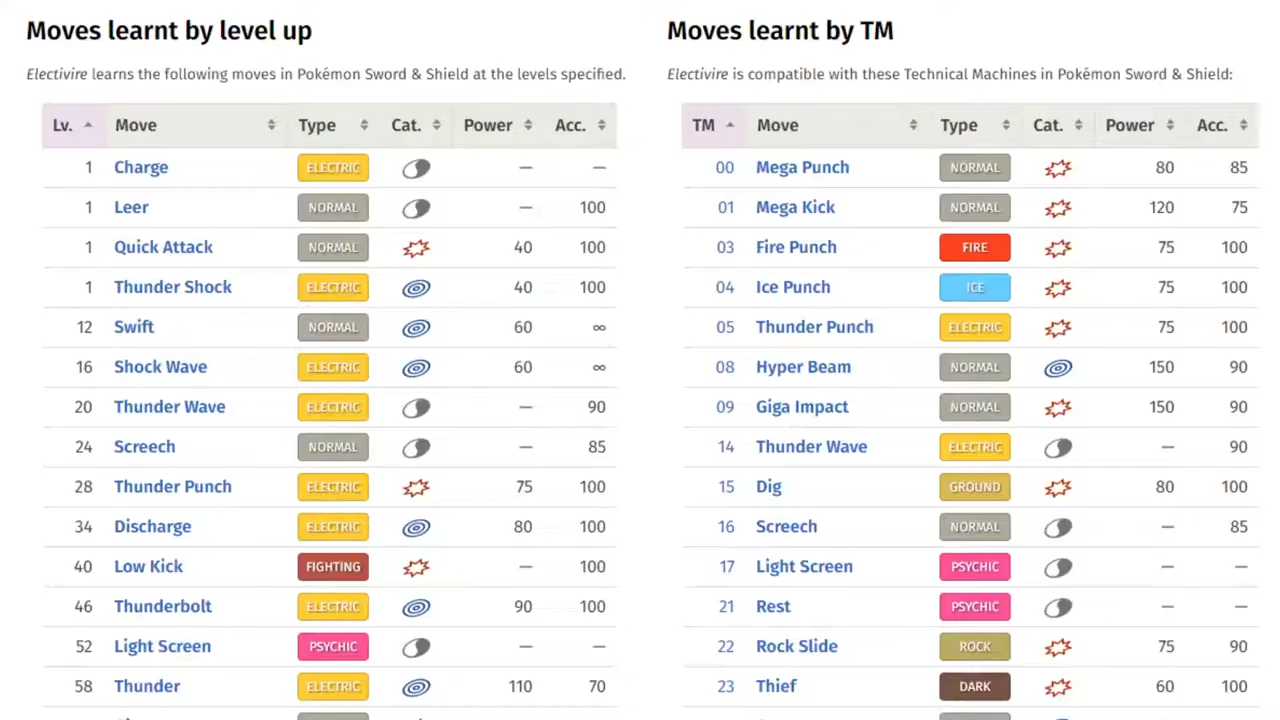 Moves learnt by level up
Electivire learns the following moves in Pokémon Sword & Shield at the levels specified.
Lv. Move Type Cat. Power Acc.
1 Charge ELECTRIC — —
1 Leer NORMAL — 100
1 Quick Attack NORMAL 40 100
1 Thunder Shock ELECTRIC 40 100
12 Swift NORMAL 60 ∞
16 Shock Wave ELECTRIC 60 ∞
20 Thunder Wave ELECTRIC — 90
24 Screech NORMAL — 85
28 Thunder Punch ELECTRIC 75 100
34 Discharge ELECTRIC 80 100
40 Low Kick FIGHTING — 100
46 Thunderbolt ELECTRIC 90 100
52 Light Screen PSYCHIC — —
58 Thunder ELECTRIC 110 70
Moves learnt by TM
Electivire is compatible with these Technical Machines in Pokémon Sword & Shield:
TM Move Type Cat. Power Acc.
00 Mega Punch NORMAL 80 85
01 Mega Kick NORMAL 120 75
03 Fire Punch FIRE 75 100
04 Ice Punch ICE 75 100
05 Thunder Punch ELECTRIC 75 100
08 Hyper Beam NORMAL 150 90
09 Giga Impact NORMAL 150 90
14 Thunder Wave ELECTRIC — 90
15 Dig GROUND 80 100
16 Screech NORMAL — 85
17 Light Screen PSYCHIC — —
21 Rest PSYCHIC — —
22 Rock Slide ROCK 75 90
23 Thief DARK 60 100